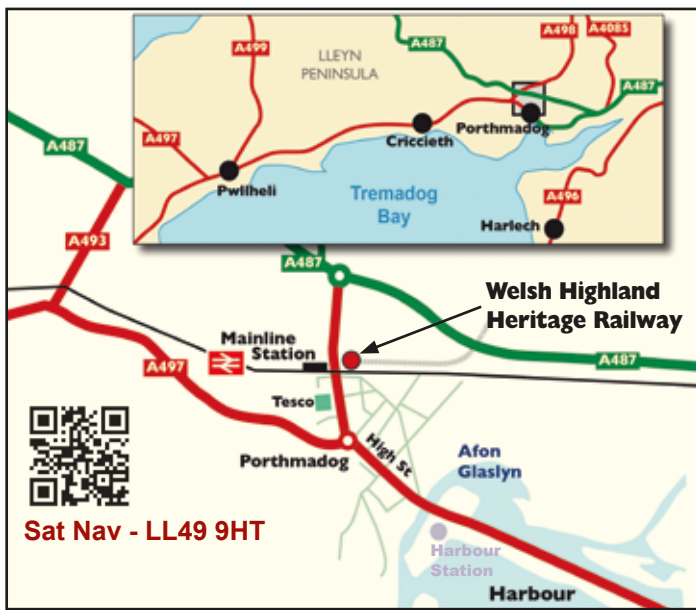 A499
LLEYN
PENINSULA
A487
A498
A4085
A487
A497
Porthmadog
Criccieth
Pwllheli
Tremadog
Bay
A496
Harlech
A487
A493
A487
Welsh Highland
Heritage Railway
Mainline
Station
A487
A497
Tesco
High St
Porthmadog
Afon
Glaslyn
Sat Nav - LL49 9HT
Harbour
Station
Harbour